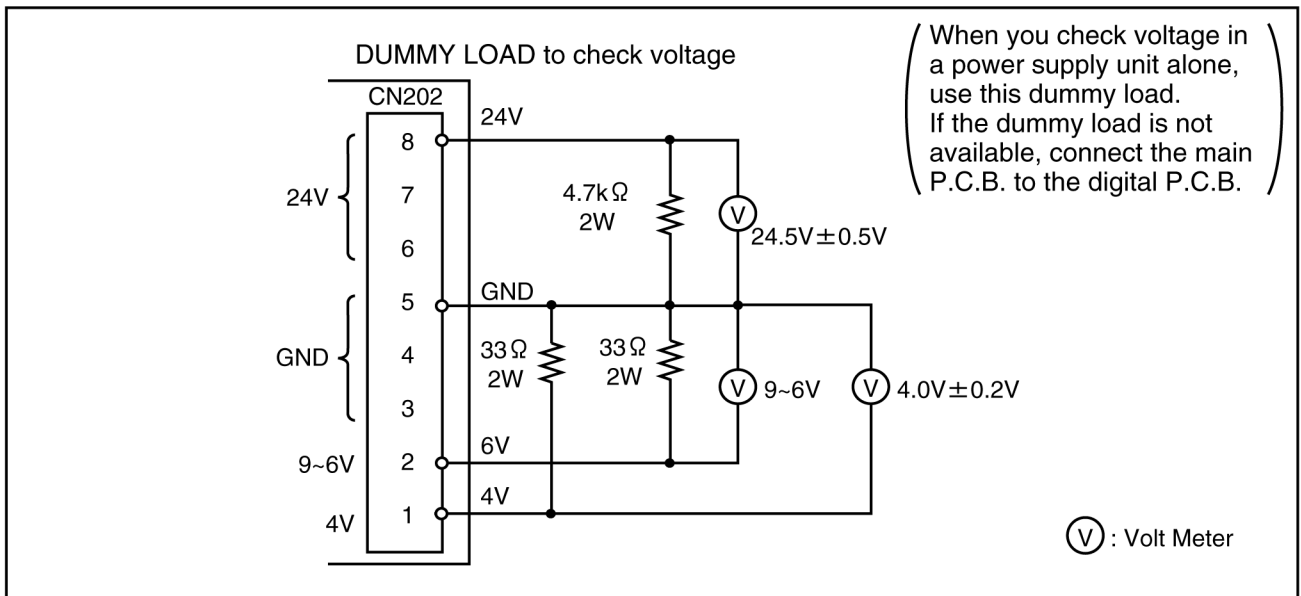 DUMMY LOAD to check voltage
When you check voltage in
a power supply unit alone,
use this dummy load.
If the dummy load is not
available, connect the main
P.C.B. to the digital P.C.B.
CN202
24V
8
7
6
5
4
3
2
1
24V
GND
9~6V
4V
4.7kΩ
2W
V
24.5V±0.5V
GND
33Ω
2W
33Ω
2W
V
9~6V
V
4.0V±0.2V
6V
4V
V : Volt Meter